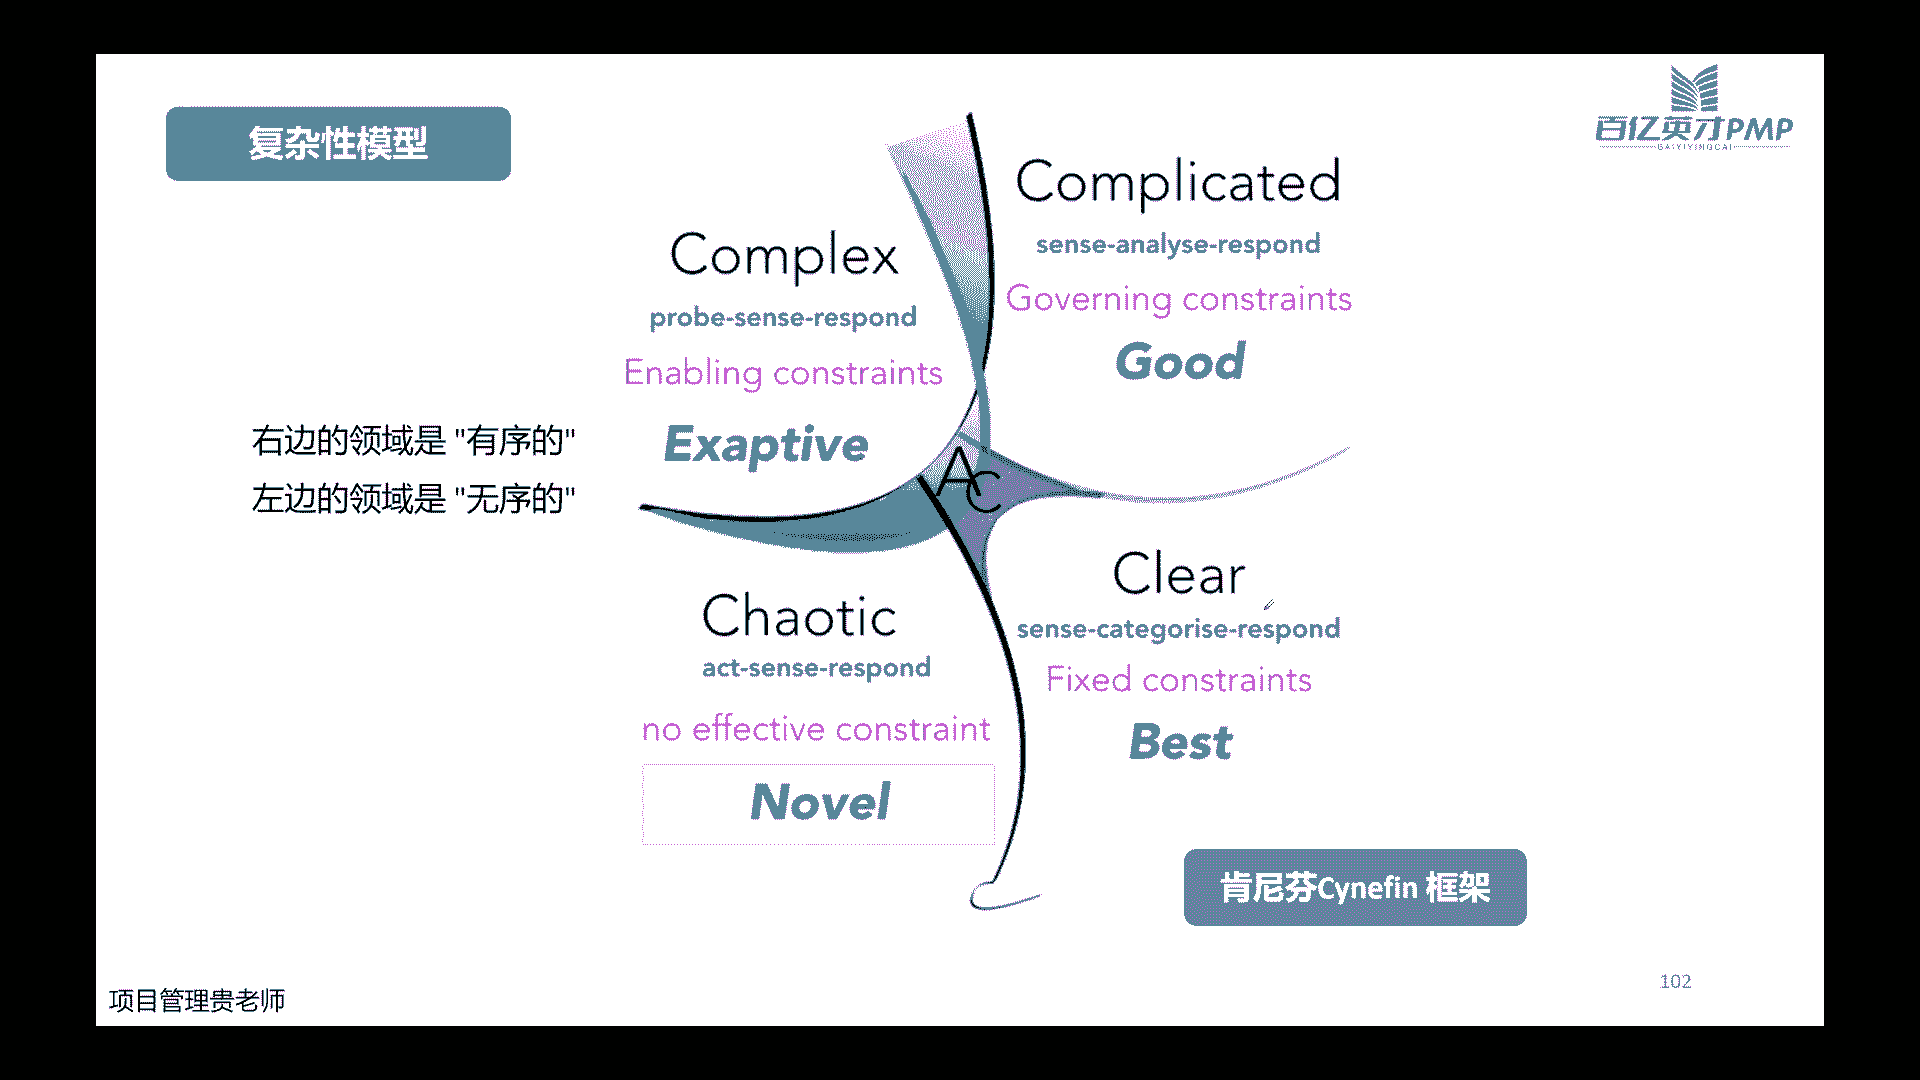 复杂性模型
百亿英才PMP
BAIYIYINGCAI
Complicated
sense-analyse-respond
Governing constraints
Good
Complex
probe-sense-respond
Enabling constraints
Exaptive
右边的领域是 "有序的"
左边的领域是 "无序的"
AC
Clear
sense-categorise-respond
Fixed constraints
Best
Chaotic
act-sense-respond
no effective constraint
Novel
肯尼芬Cynefin 框架
102
项目管理贵老师